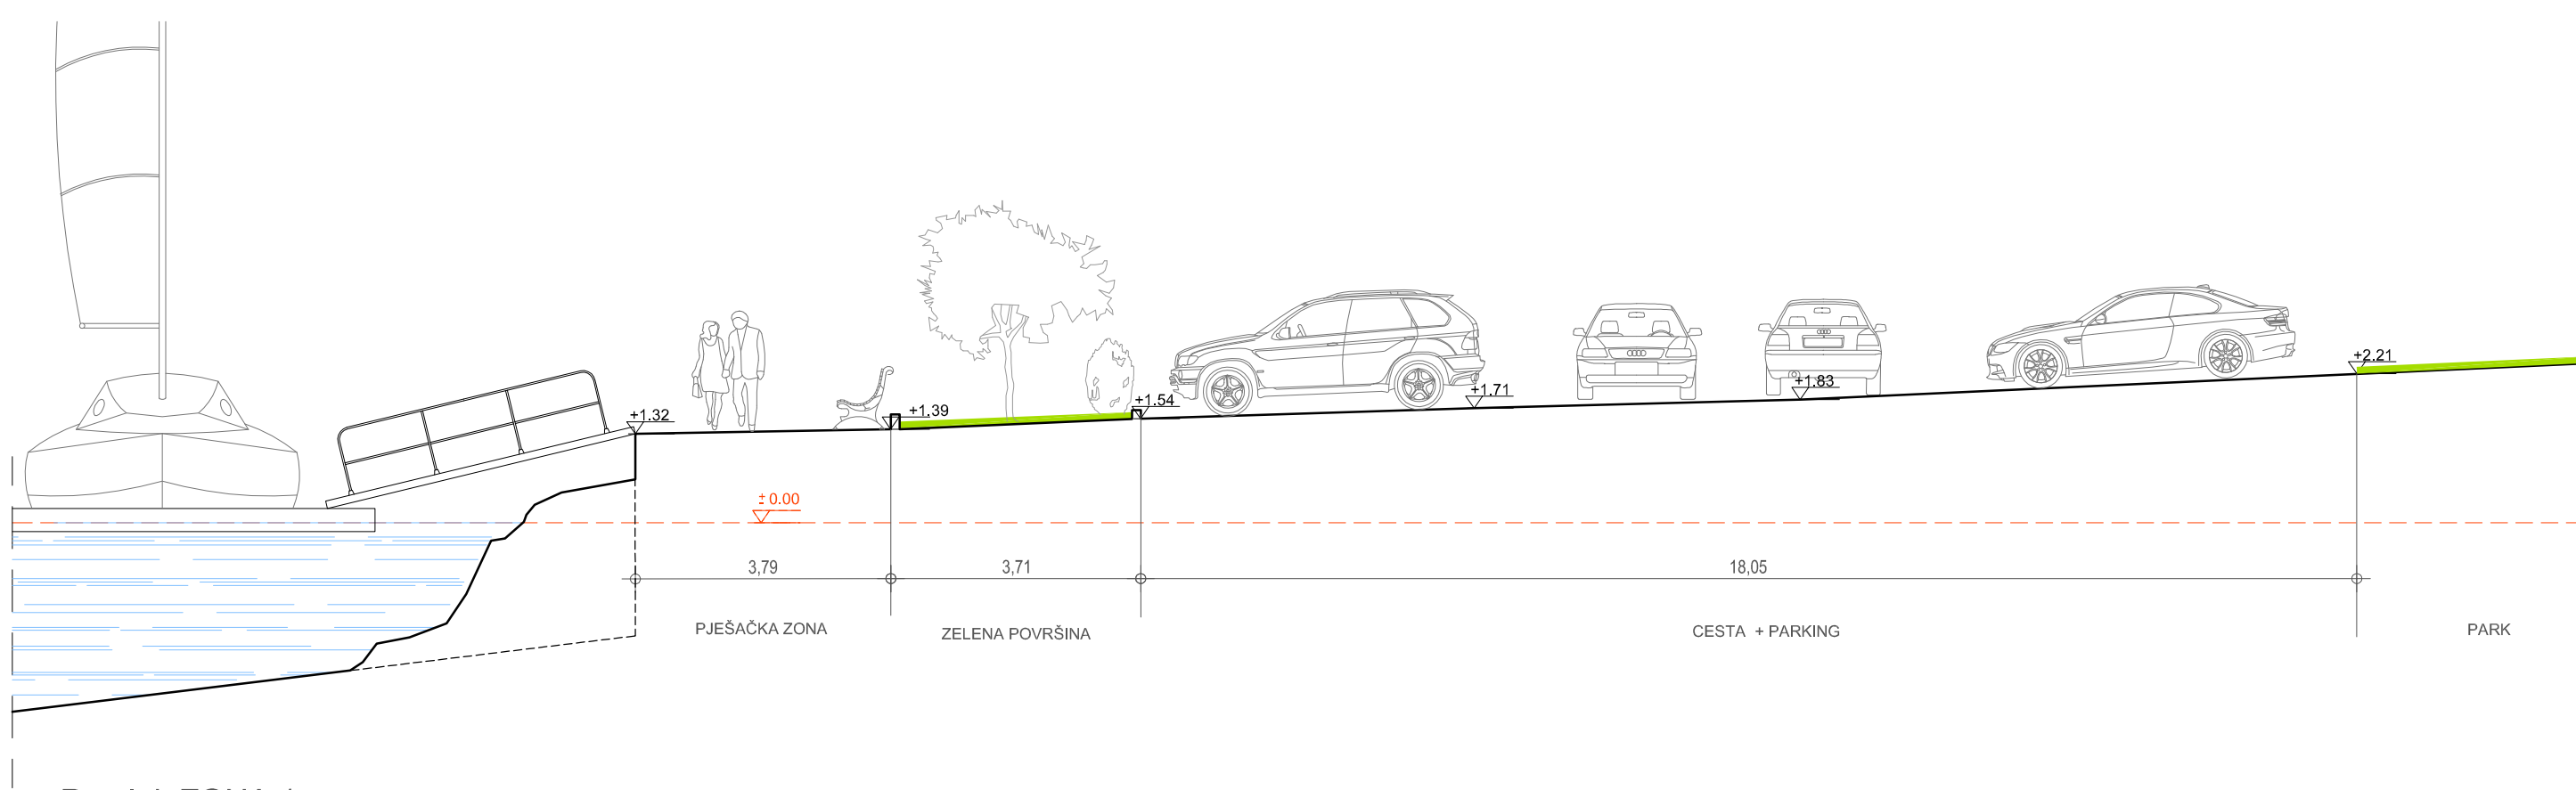 +2.21
+1.83
+1.71
+1.54
+1.39
+1.32
± 0.00
3,79
3,71
18,05
PJEŠAČKA ZONA
ZELENA POVRŠINA
CESTA + PARKING
PARK